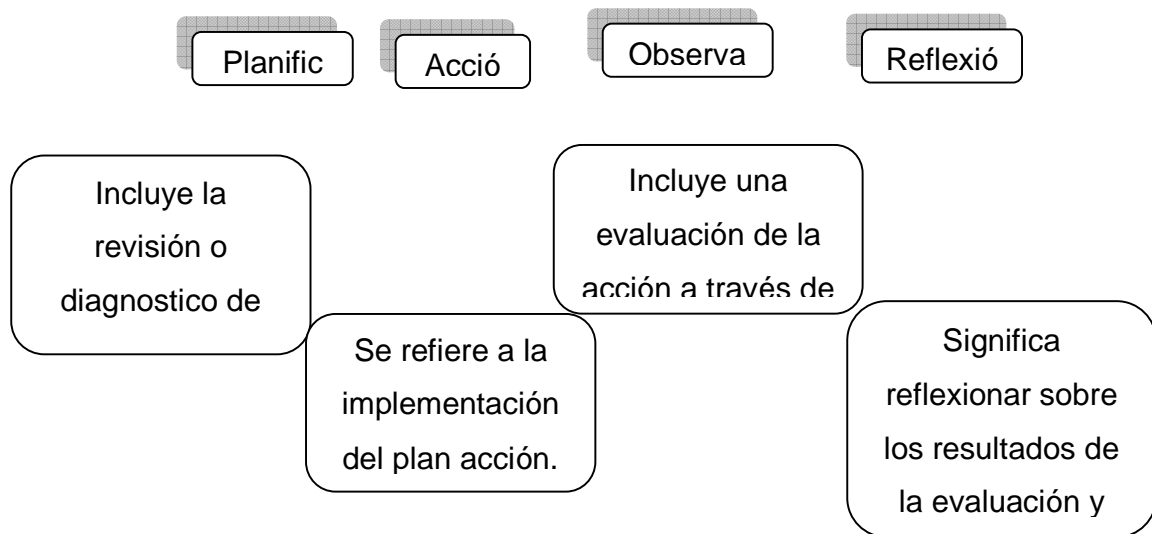 Planific
Acció
Observa
Reflexió
Incluye la
revisión o
diagnostico de
Se refiere a la
implementación
del plan acción.
Incluye una
evaluación de la
acción a través de
Significa
reflexionar sobre
los resultados de
la evaluación y